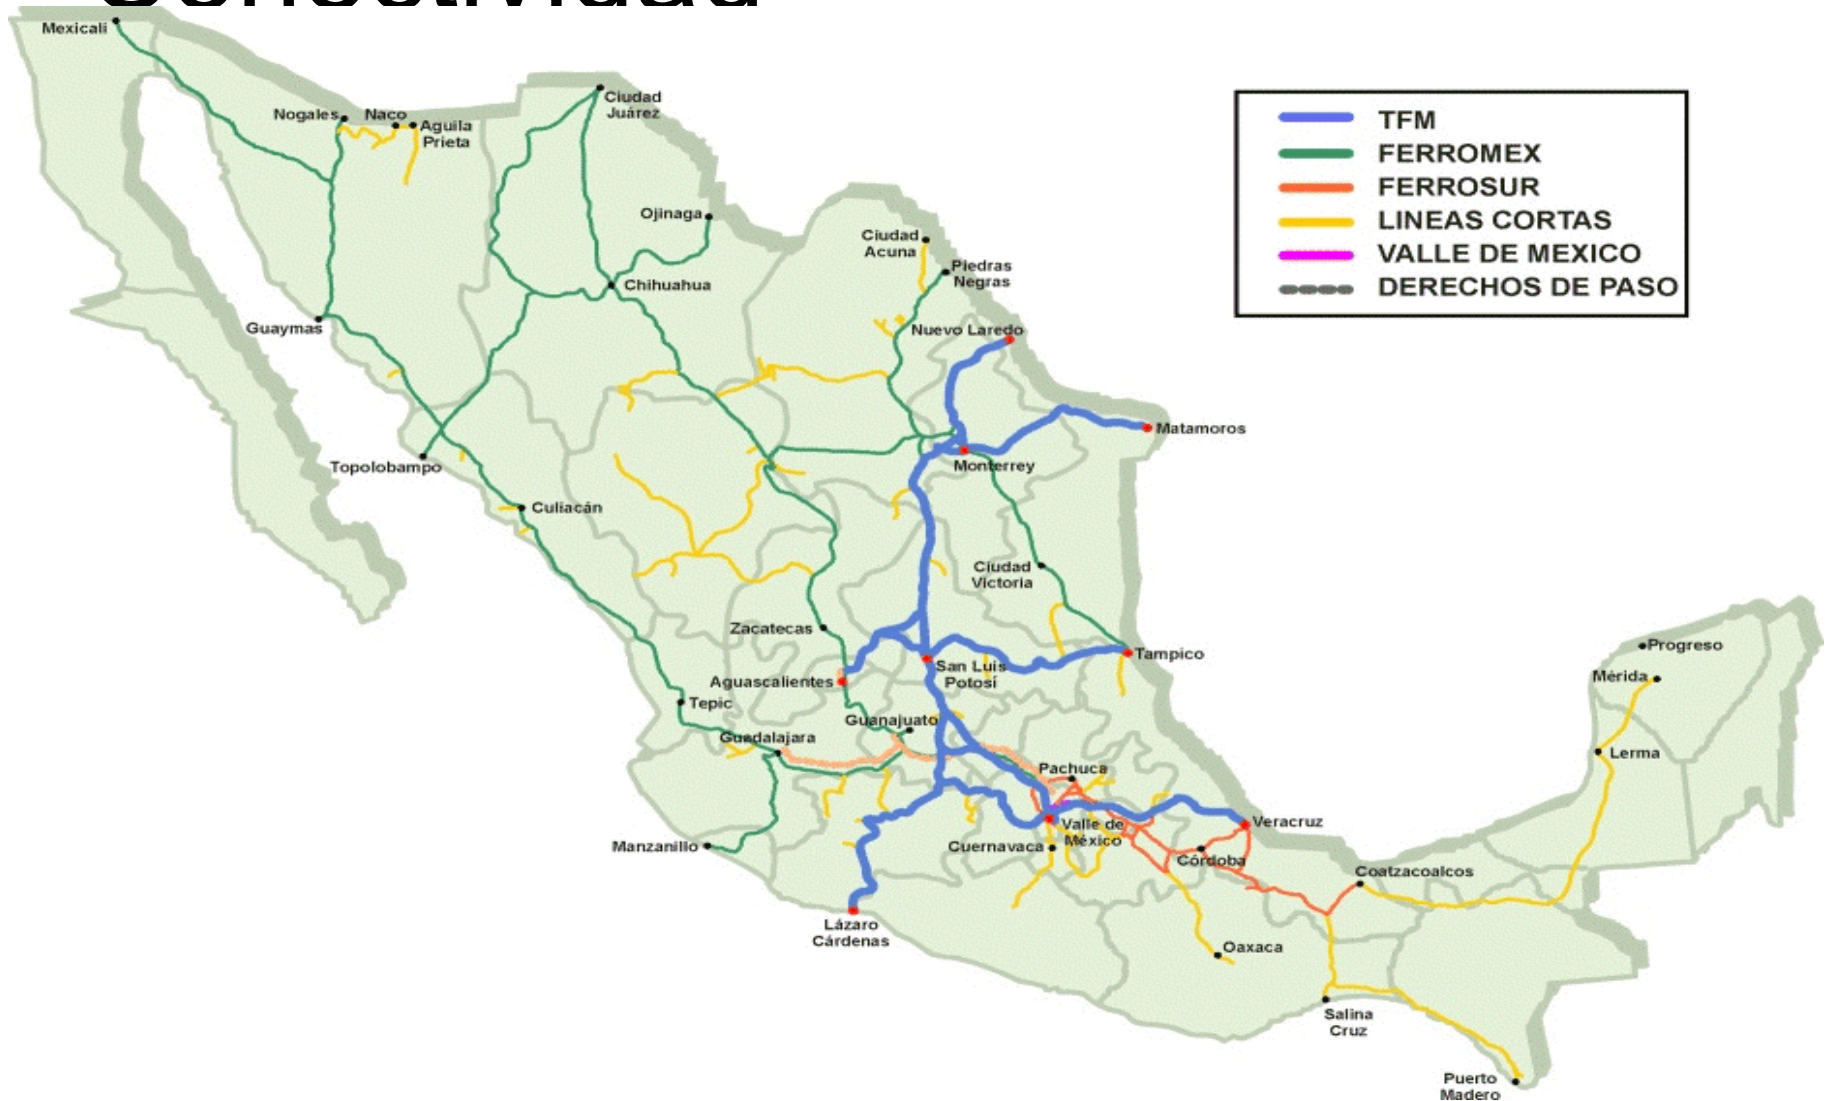 Conectividad
Mexicali
Nogales
Naco
Aguila
Prieta
Ciudad
Juárez
TFM
FERROMEX
FERROSUR
LINEAS CORTAS
VALLE DE MEXICO
DERECHOS DE PASO
Ojinaga
Ciudad
Acuna
Piedras
Negras
Chihuahua
Guaymas
Nuevo Laredo
Matamoros
Topolobampo
Monterrey
Culiacán
Ciudad
Victoria
Zacatecas
San Luis
Potosí
Tampico
Aguascalientes
Tepic
Guanajuato
Guadalajara
Progreso
Mérida
Lerma
Pachuca
Valle de
México
Veracruz
Manzanillo
Cuernavaca
Córdoba
Coatzacoalcos
Lázaro
Cárdenas
Oaxaca
Salina
Cruz
Puerto
Madero